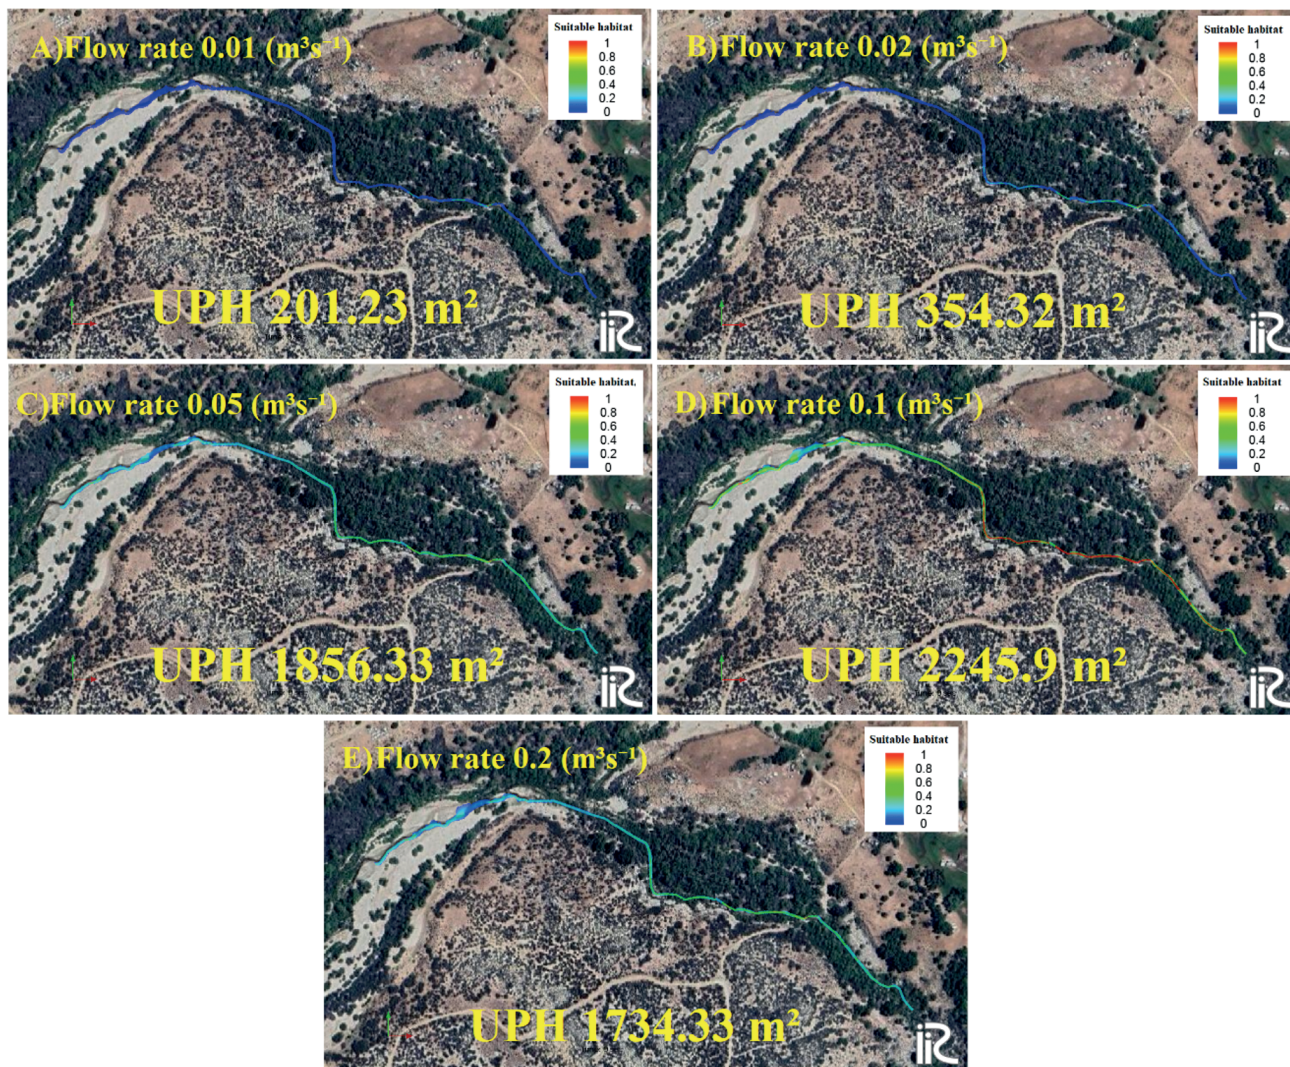 A)Flow rate 0.01 (m³s⁻¹)
Suitable habitat
1
0.8
0.6
0.4
0.2
0
UPH 201.23 m²
iiR
B)Flow rate 0.02 (m³s⁻¹)
Suitable habitat
1
0.8
0.6
0.4
0.2
0
UPH 354.32 m²
iiR
C)Flow rate 0.05 (m³s⁻¹)
Suitable habitat.
1
0.8
0.6
0.4
0.2
0
UPH 1856.33 m²
iiR
D)Flow rate 0.1 (m³s⁻¹)
Suitable habitat
1
0.8
0.6
0.4
0.2
0
UPH 2245.9 m²
iiR
E)Flow rate 0.2 (m³s⁻¹)
Suitable habitat
1
0.8
0.6
0.4
0.2
0
UPH 1734.33 m²
iiR